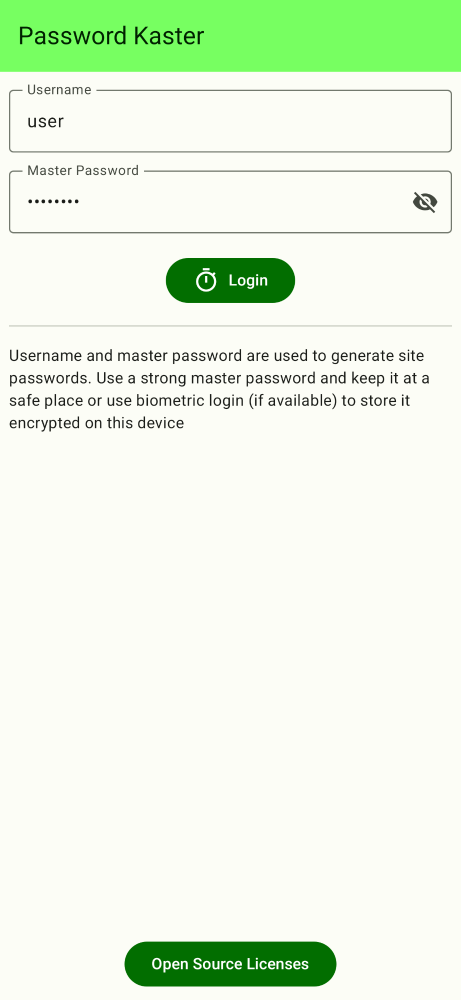 Password Kaster
Username
user
Master Password
••••••••
Login
Username and master password are used to generate site
passwords. Use a strong master password and keep it at a
safe place or use biometric login (if available) to store it
encrypted on this device
Open Source Licenses